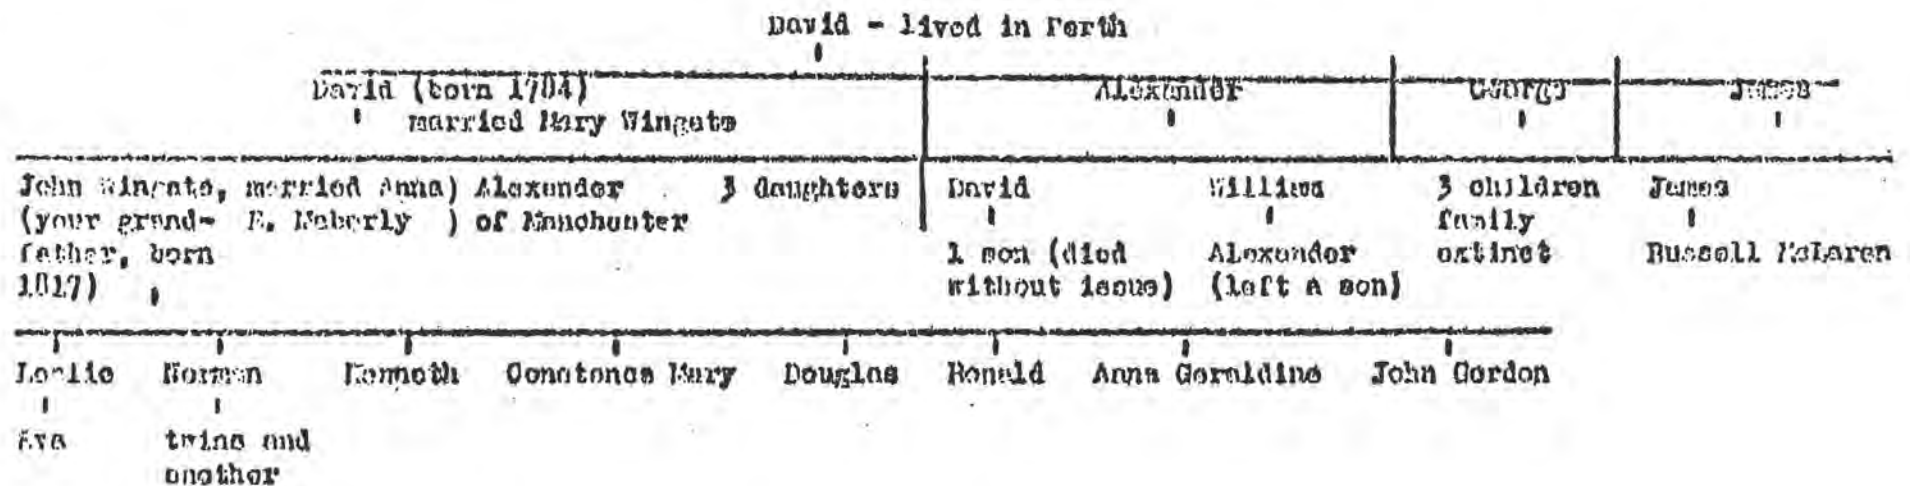 David - lived in Perth
David (born 1784) Alexander George James
married Mary Wingate
John Wingate, married Anna) Alexander 3 daughters David William 3 children James
(your grand- E. Maberly ) of Manchester family
father, born 1 son (died Alexander extinct Russell McLaren
1817) without issue) (left a son)
Leslie Norman Kenneth Constance Mary Douglas Ronald Anna Geraldine John Gordon
Eva twins and
another